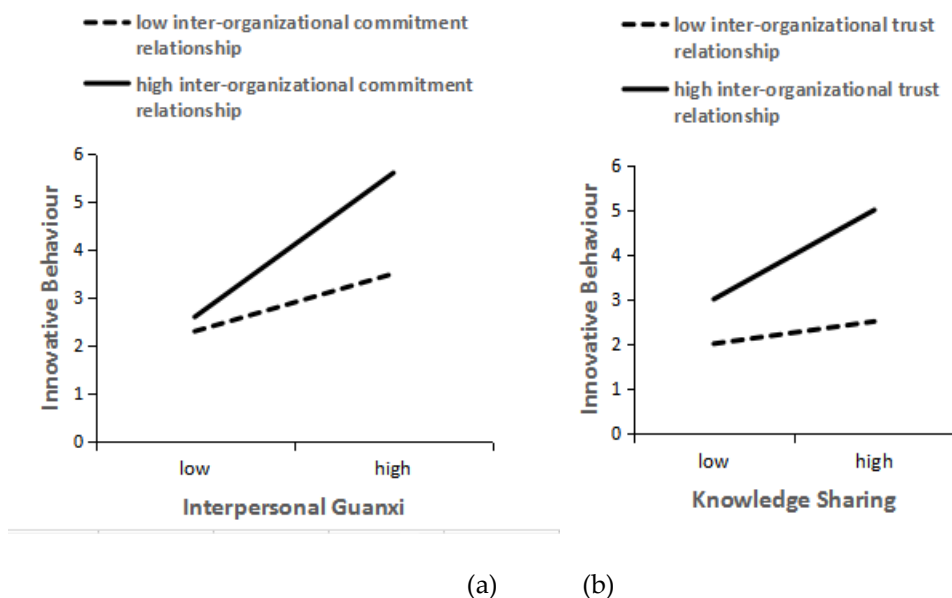 low inter-organizational commitment
relationship
high inter-organizational commitment
relationship
6
5
4
3
2
1
0
Innovative Behaviour
low
high
Interpersonal Guanxi
low inter-organizational trust
relationship
high inter-organizational trust
relationship
6
5
4
3
2
1
0
Innovative Behaviour
low
high
Knowledge Sharing
(a)
(b)